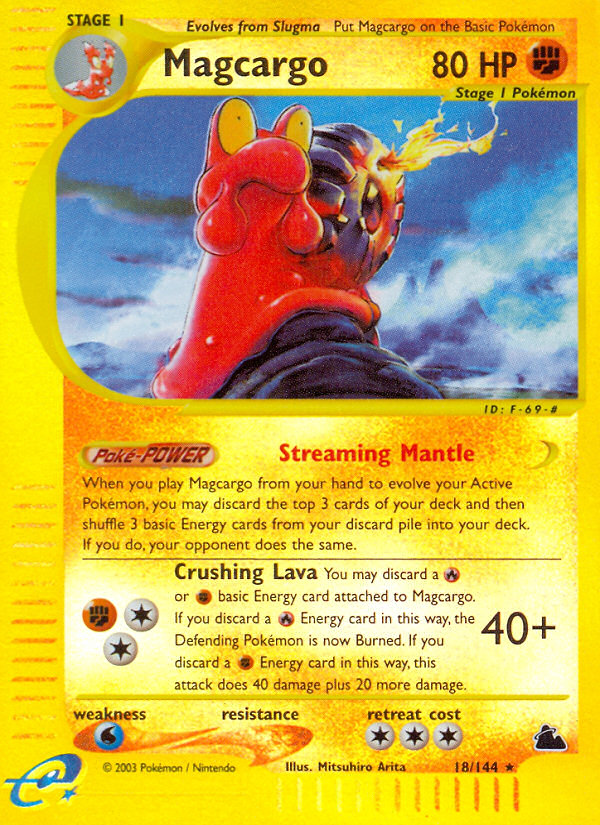 STAGE 1
Evolves from Slugma Put Magcargo on the Basic Pokémon
Magcargo 80 HP
Stage 1 Pokémon
ID: F-69-#
Poké-POWER Streaming Mantle
When you play Magcargo from your hand to evolve your Active
Pokémon, you may discard the top 3 cards of your deck and then
shuffle 3 basic Energy cards from your discard pile into your deck.
If you do, your opponent does the same.
Crushing Lava You may discard a
or basic Energy card attached to Magcargo.
If you discard a Energy card in this way, the
Defending Pokémon is now Burned. If you
discard a Energy card in this way, this
attack does 40 damage plus 20 more damage.
40+
weakness resistance retreat cost
© 2003 Pokémon / Nintendo Illus. Mitsuhiro Arita 18/144 ★
e